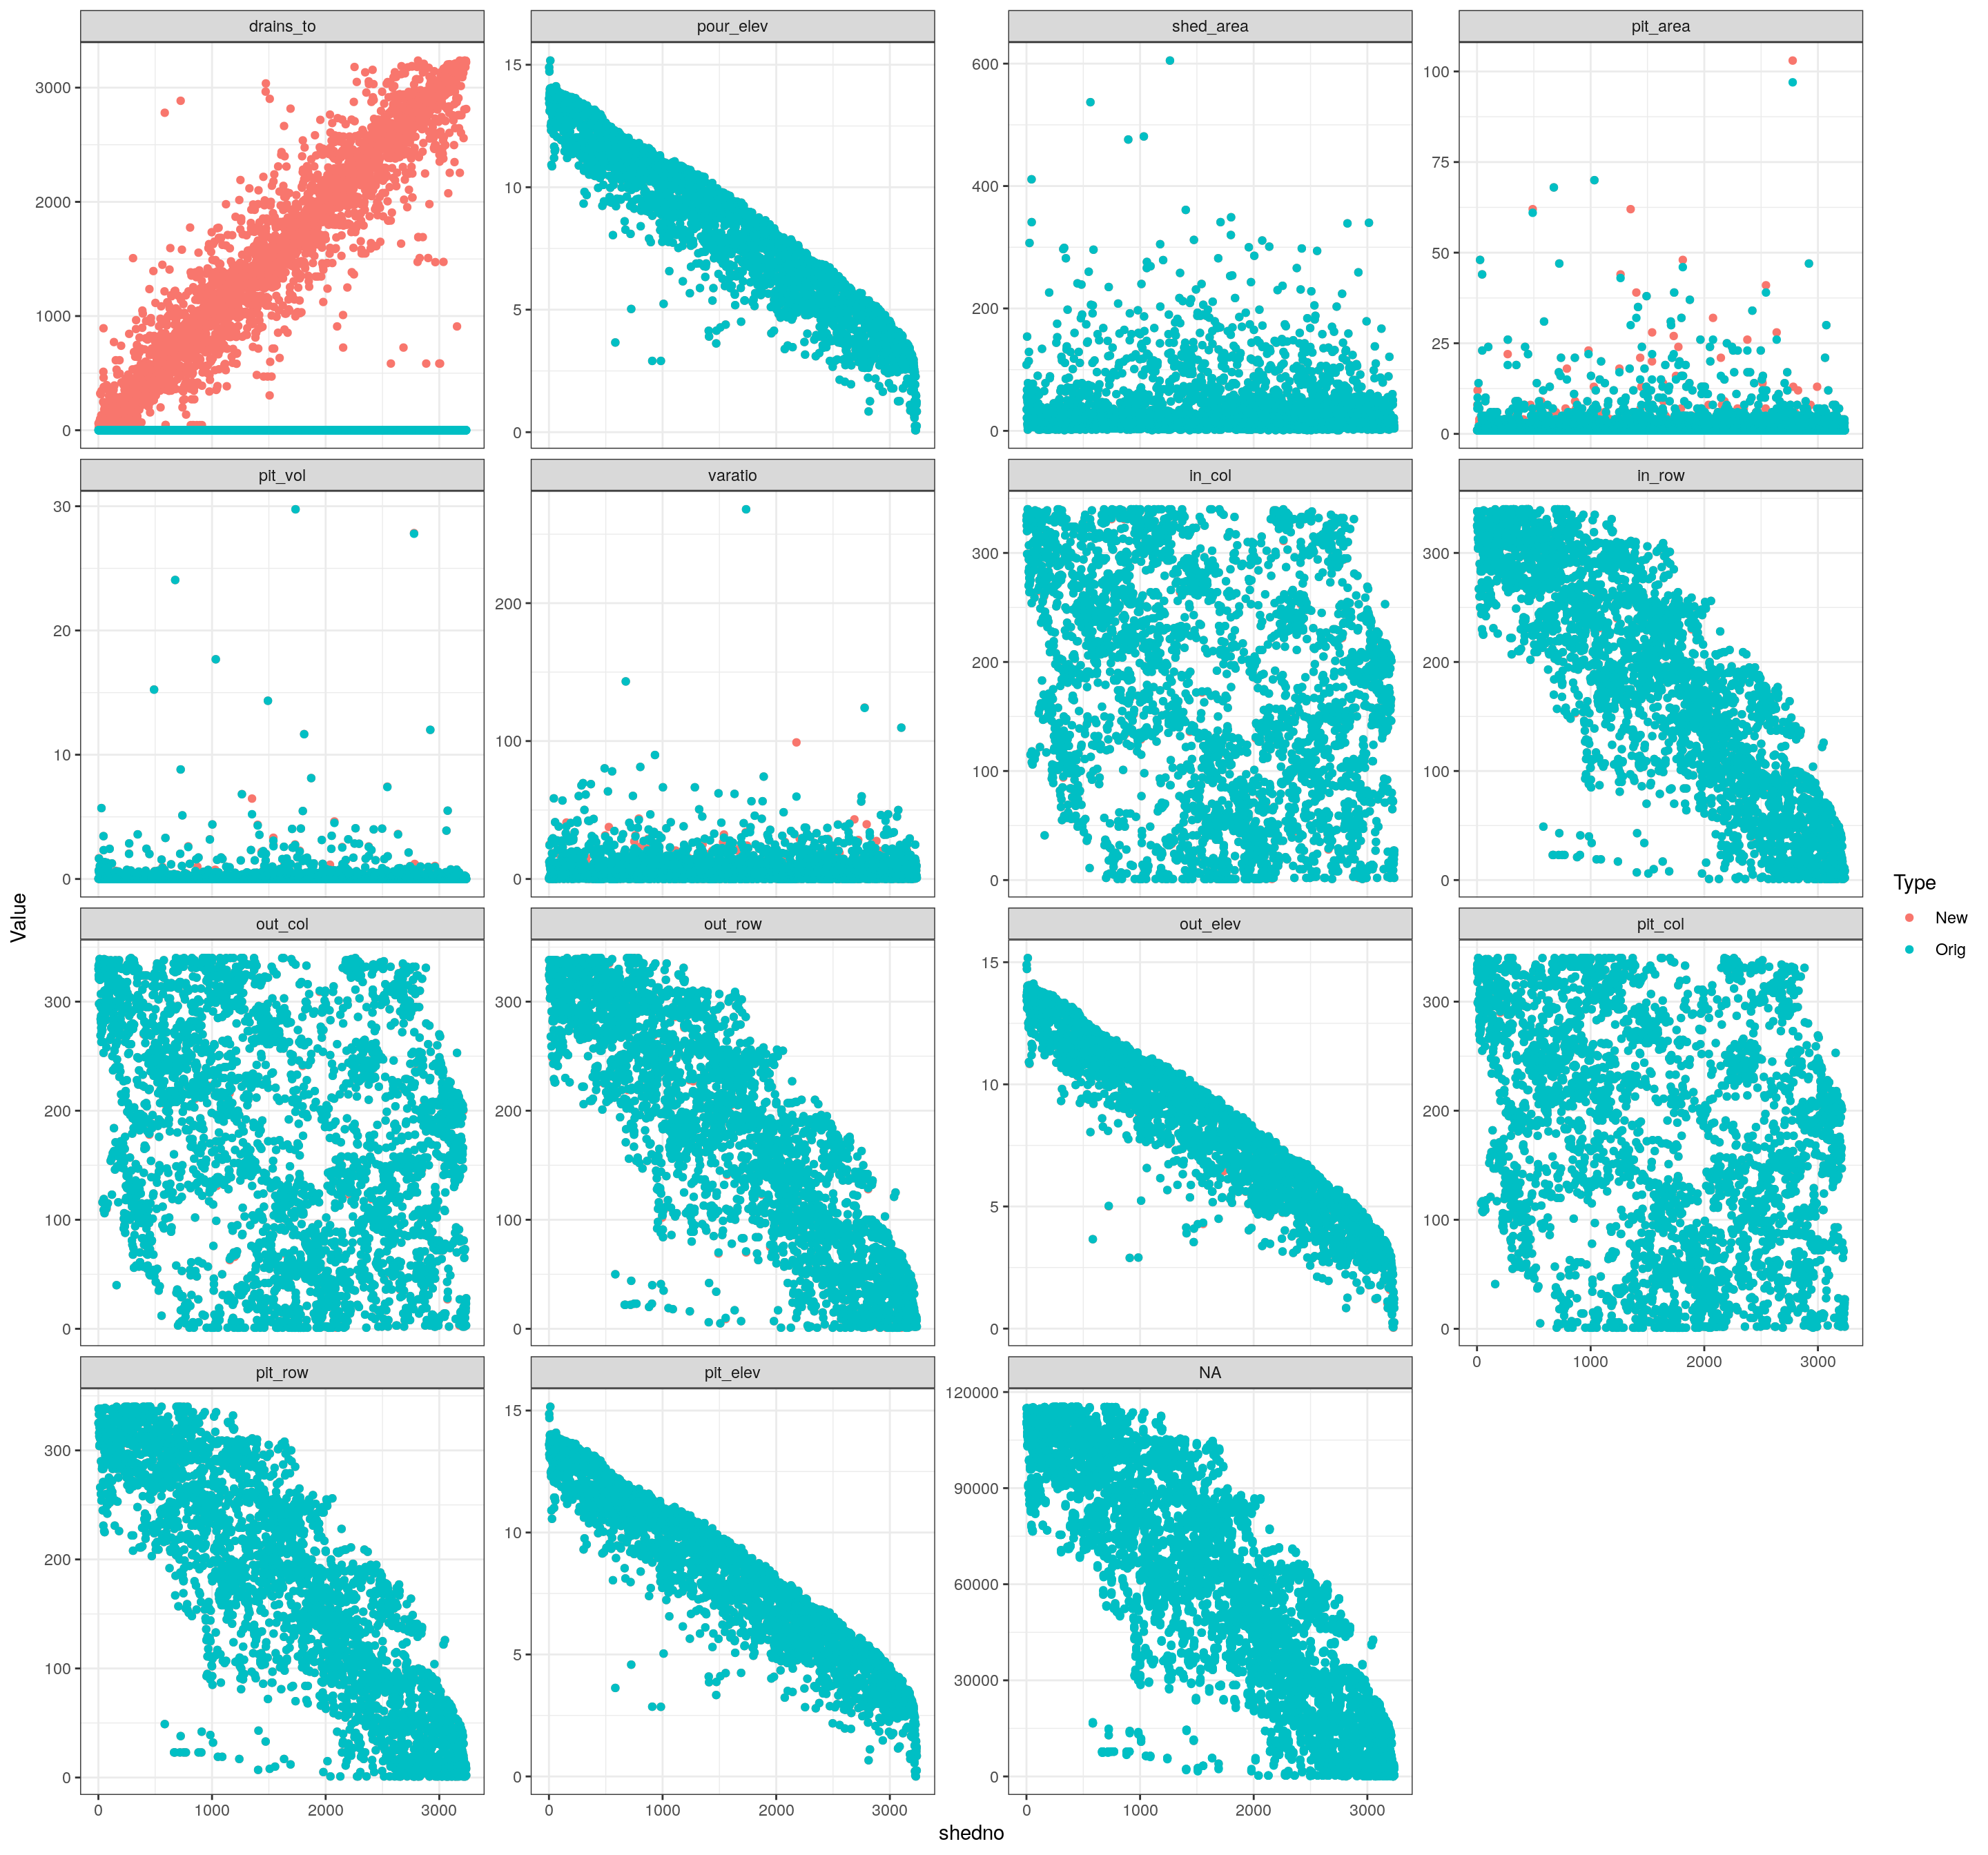 drains_to
pour_elev
shed_area
pit_area
3000
2000
1000
0
15
10
5
0
600
400
200
0
100
75
50
25
0
pit_vol
varatio
in_col
in_row
30
20
10
0
200
100
0
300
200
100
0
300
200
100
0
out_col
out_row
out_elev
pit_col
300
200
100
0
300
200
100
0
15
10
5
0
300
200
100
0
0 1000 2000 3000
pit_row
pit_elev
NA
300
200
100
0
15
10
5
0
120000
90000
60000
30000
0
0 1000 2000 3000
0 1000 2000 3000
0 1000 2000 3000
shedno
Value
Type
New
Orig